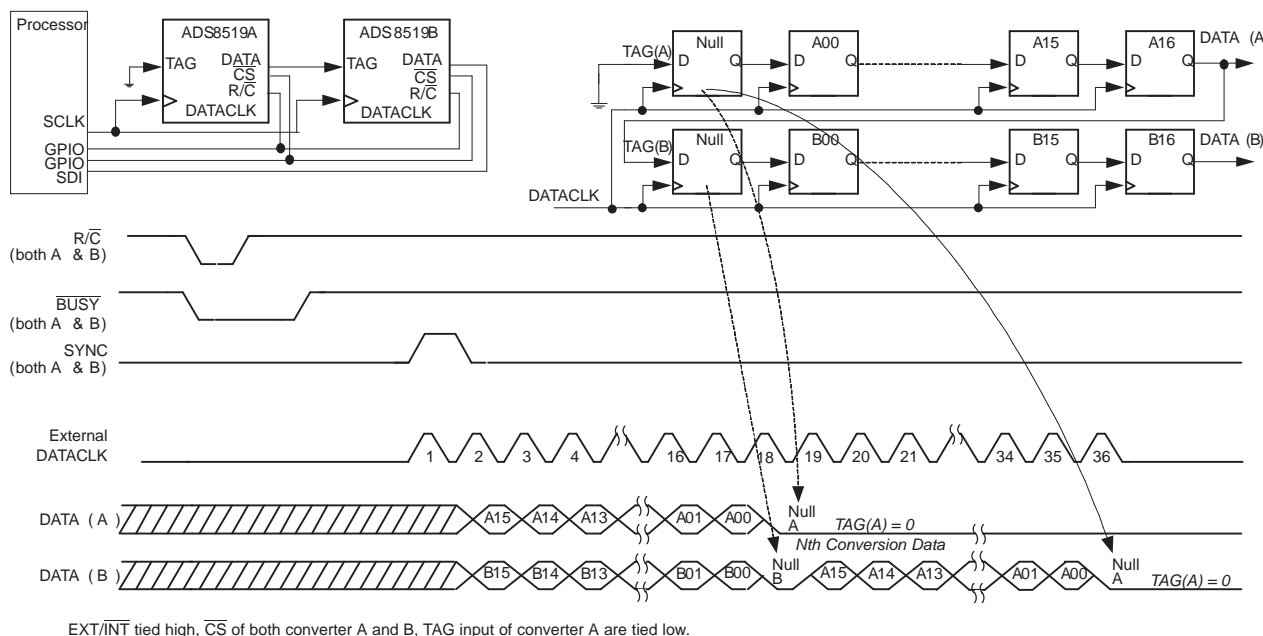 Processor
ADS8519A
TAG
DATA
CS
R/C
DATACLK
ADS8519B
TAG
DATA
CS
R/C
DATACLK
SCLK
GPIO
GPIO
SDI
TAG(A)
Null
D Q
A00
D Q
A15
D Q
A16
D Q
DATA (A
TAG(B)
Null
D Q
B00
D Q
B15
D Q
B16
D Q
DATA (B)
DATACLK
R/C
(both A & B)
BUSY
(both A & B)
SYNC
(both A & B)
External
DATACLK
1 2 3 4 16 17 18 19 20 21 34 35 36
DATA ( A )
A15 A14 A13 A01 A00
Null
A
TAG(A) = 0
Nth Conversion Data
DATA ( B )
B15 B14 B13 B01 B00
Null
B
A15 A14 A13 A01 A00
Null
A
TAG(A) = 0
EXT/INT tied high, CS of both converter A and B, TAG input of converter A are tied low.